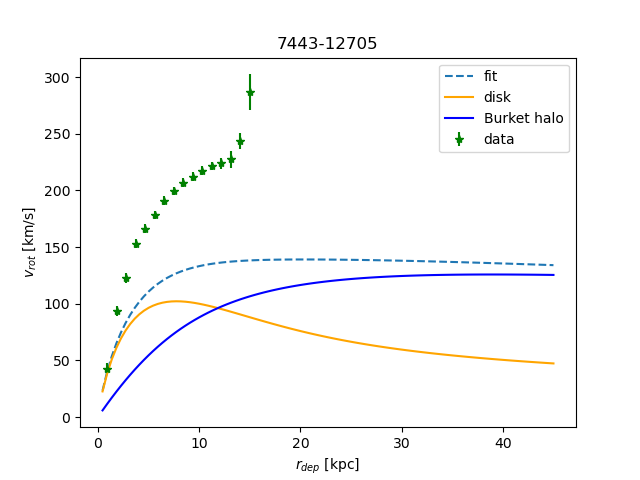 7443-12705
300
250
200
150
100
50
0
v_rot [km/s]
fit
disk
Burket halo
data
0 10 20 30 40
r_dep [kpc]